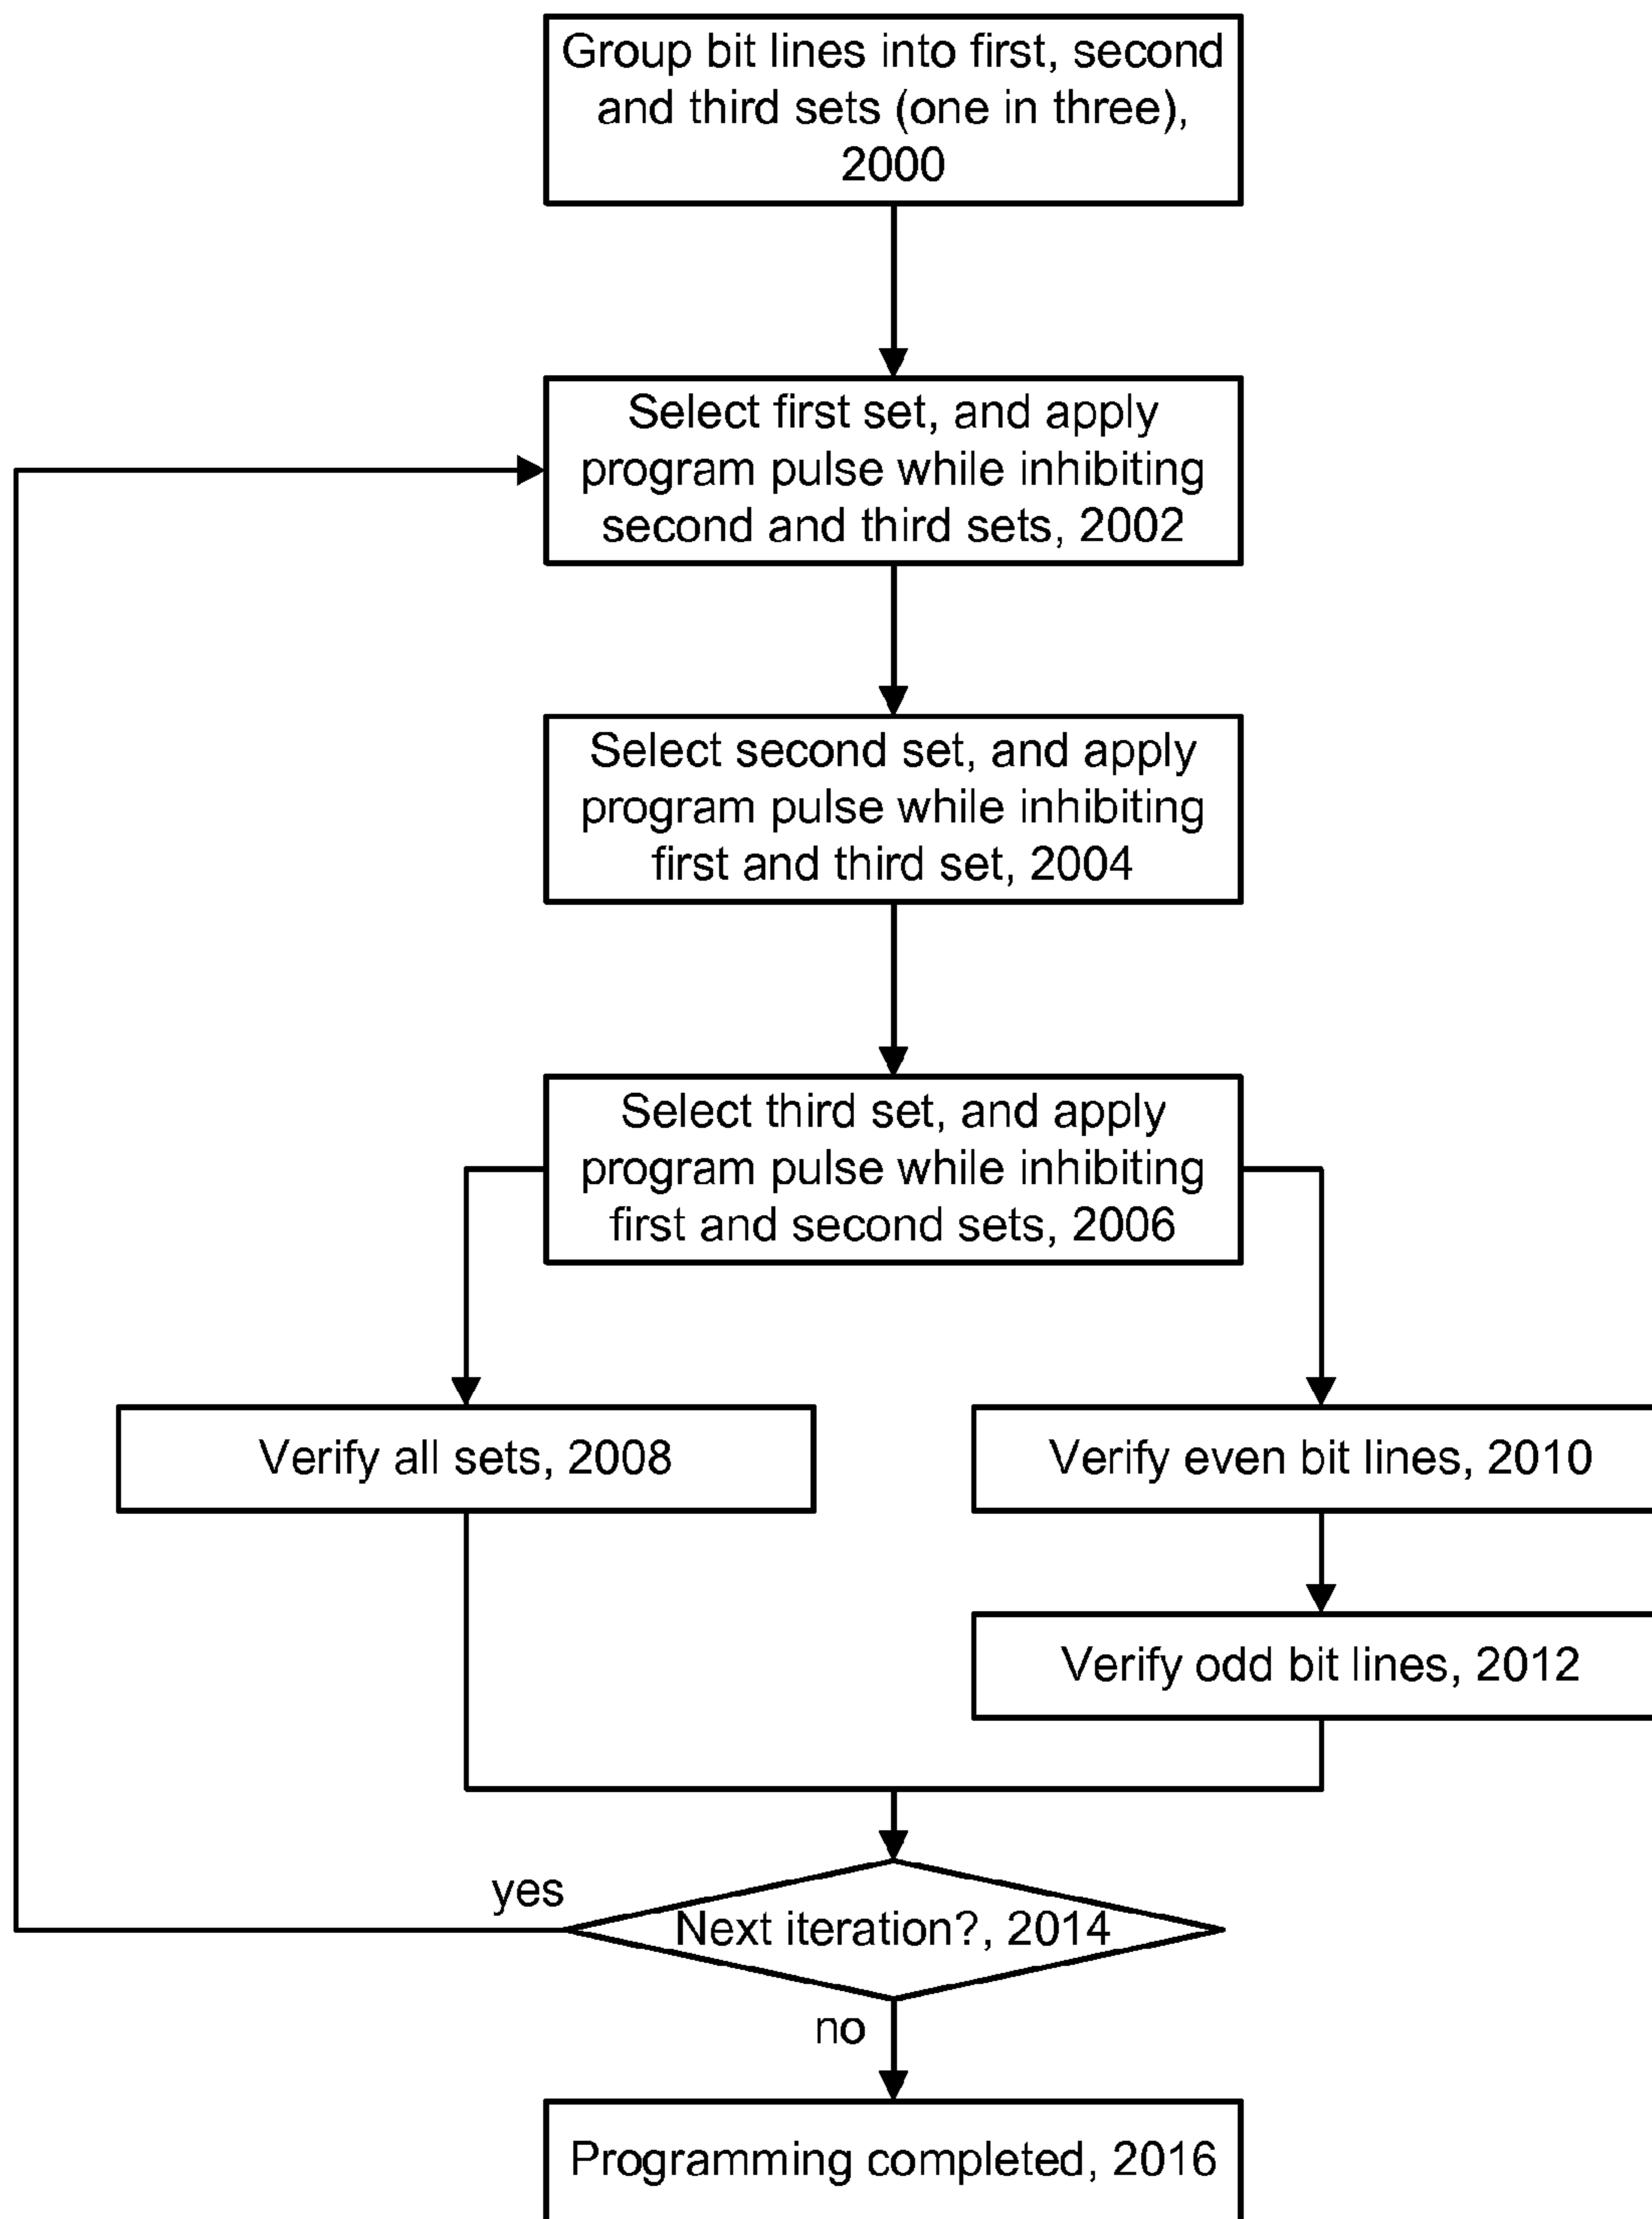 Group bit lines into first, second
and third sets (one in three),
2000
Select first set, and apply
program pulse while inhibiting
second and third sets, 2002
Select second set, and apply
program pulse while inhibiting
first and third set, 2004
Select third set, and apply
program pulse while inhibiting
first and second sets, 2006
Verify all sets, 2008
Verify even bit lines, 2010
Verify odd bit lines, 2012
yes
Next iteration?, 2014
no
Programming completed, 2016